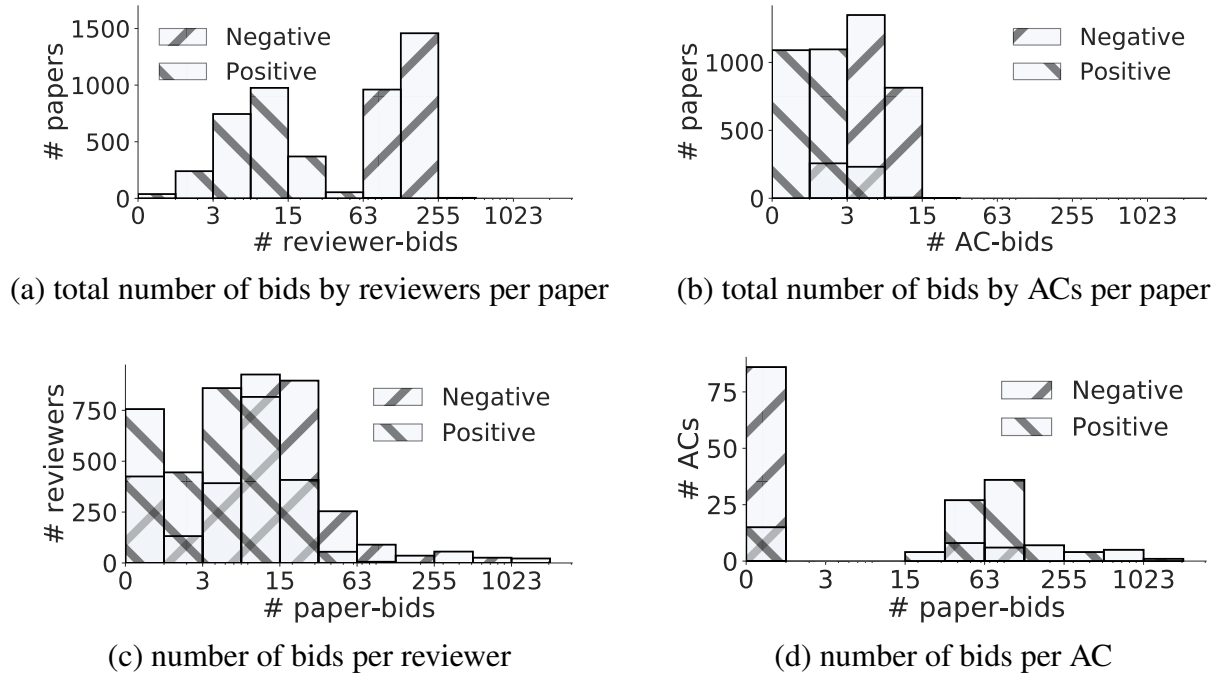 1500
1000
500
0
# papers
Negative
Positive
0 3 15 63 255 1023
# reviewer-bids
(a) total number of bids by reviewers per paper
1000
500
0
# papers
Negative
Positive
0 3 15 63 255 1023
# AC-bids
(b) total number of bids by ACs per paper
750
500
250
0
# reviewers
Negative
Positive
0 3 15 63 255 1023
# paper-bids
(c) number of bids per reviewer
75
50
25
0
# ACs
Negative
Positive
0 3 15 63 255 1023
# paper-bids
(d) number of bids per AC